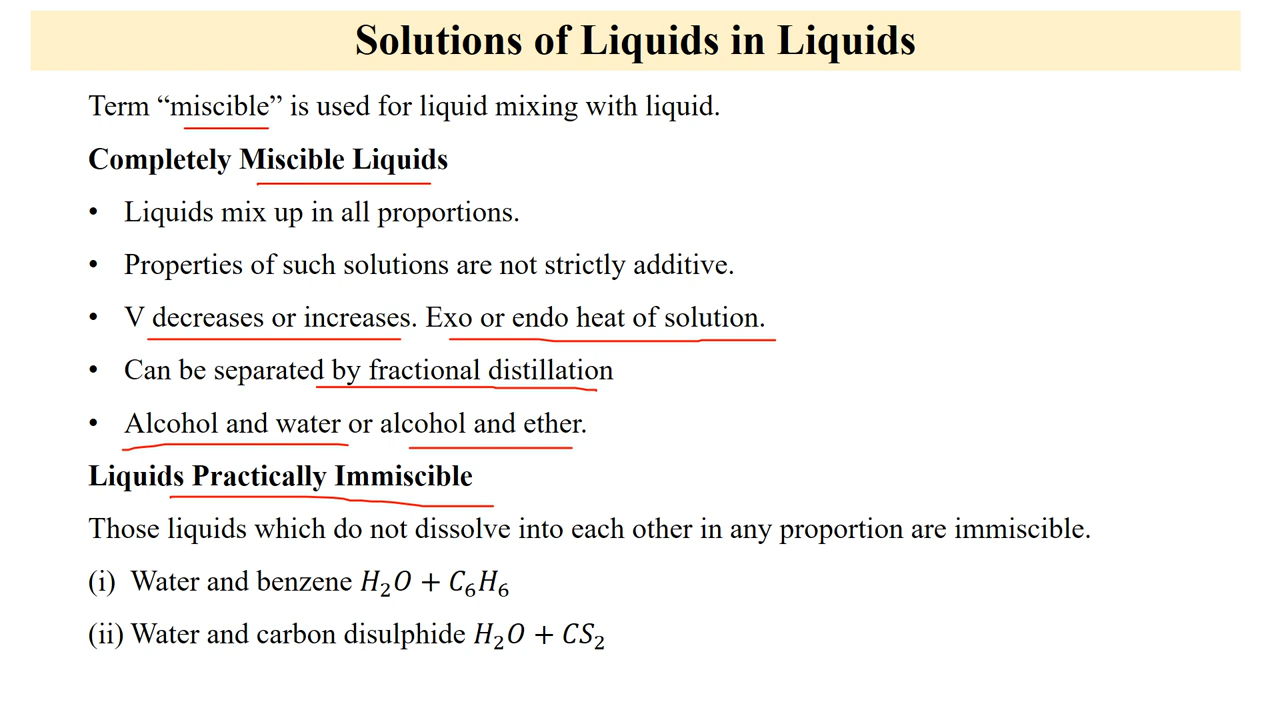 Solutions of Liquids in Liquids
Term “miscible” is used for liquid mixing with liquid.
Completely Miscible Liquids
• Liquids mix up in all proportions.
• Properties of such solutions are not strictly additive.
• V decreases or increases. Exo or endo heat of solution.
• Can be separated by fractional distillation
• Alcohol and water or alcohol and ether.
Liquids Practically Immiscible
Those liquids which do not dissolve into each other in any proportion are immiscible.
(i) Water and benzene H₂O + C₆H₆
(ii) Water and carbon disulphide H₂O + CS₂